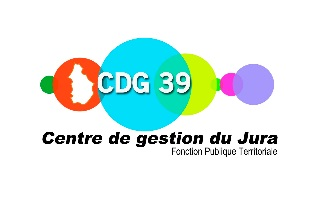 CDG 39
Centre de gestion du Jura
Fonction Publique Territoriale